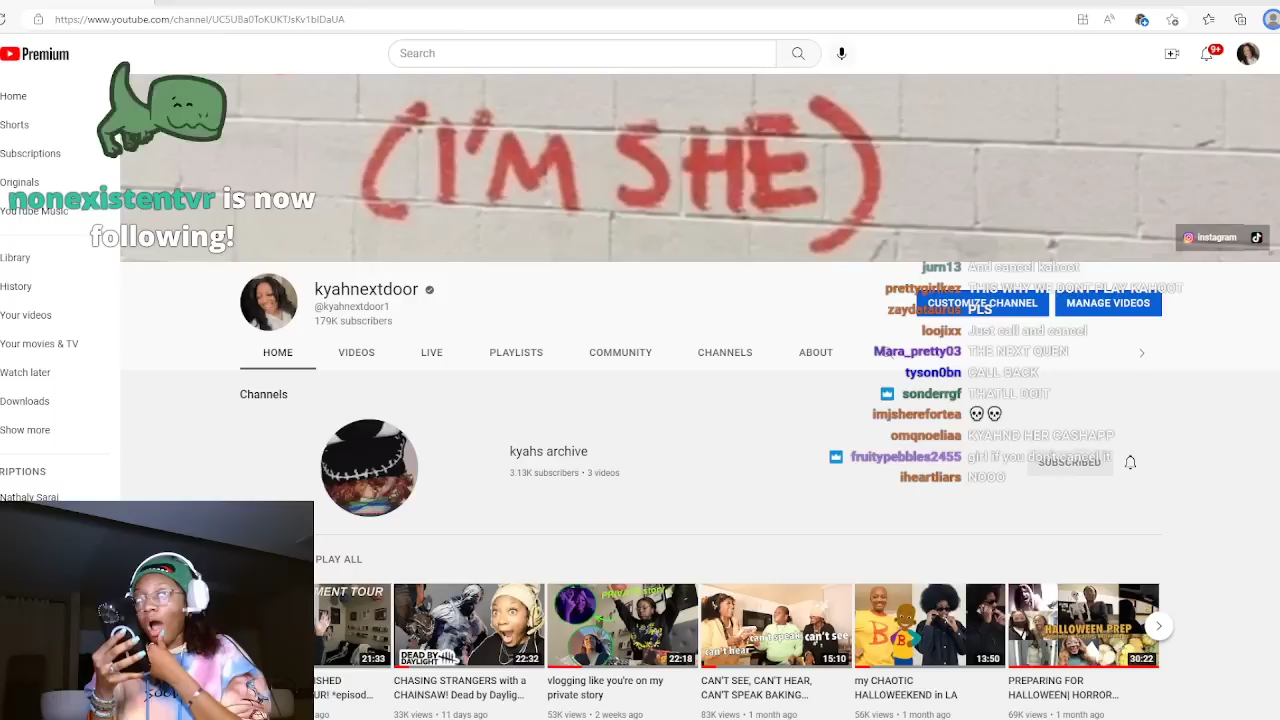 https://www.youtube.com/channel/UC5UBa0ToKUKTJsKv1blDaUA
Premium
Search
9+
Home
Shorts
Subscriptions
Originals
YouTube Music
Library
History
Your videos
Your movies & TV
Watch later
Downloads
Show more
RIPTIONS
Nathaly Sarai
nonexistentvr is now
following!
(I'M SHE)
Instagram
kyahnextdoor
@kyahnextdoor1
179K subscribers
CUSTOMIZE CHANNEL
MANAGE VIDEOS
HOME
VIDEOS
LIVE
PLAYLISTS
COMMUNITY
CHANNELS
ABOUT
jurn13 And cancel kahoot
prettygirlkez THIS WHY WE DONT PLAY KAHOOT
zaydataurus PLS
loojixx Just call and cancel
Mara_pretty03 THE NEXT QUEN
tyson0bn CALL BACK
sonderrgf THATLL DOIT
imjsherefortea
omqnoeliaa KYAHND HER CASHAPP
fruitypebbles2455 girl if you dont cancel it
iheartliars NOOO
Channels
kyahs archive
3.13K subscribers • 3 videos
SUBSCRIBED
PLAY ALL
MENT TOUR
21:33
DEAD BY
DAYLIGHT
22:32
PRIVATE story
22:18
can't hear
can't speak
can't see
15:10
B B
13:50
HALLOWEEN PREP
30:22
SHED
UR! *episod...
ago
CHASING STRANGERS with a
CHAINSAW! Dead by Daylig...
33K views • 11 days ago
vlogging like you're on my
private story
53K views • 2 weeks ago
CAN'T SEE, CAN'T HEAR,
CAN'T SPEAK BAKING...
83K views • 1 month ago
my CHAOTIC
HALLOWEEKEND in LA
56K views • 1 month ago
PREPARING FOR
HALLOWEEN| HORROR...
69K views • 1 month ago